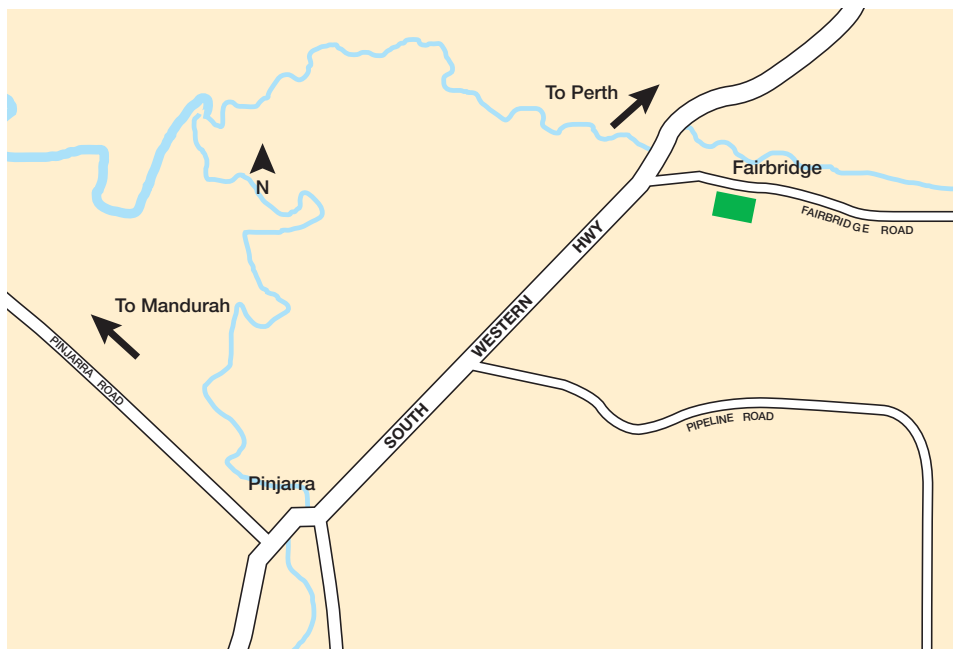 To Perth
Fairbridge
N
FAIRBRIDGE ROAD
To Mandurah
PINJARRA ROAD
SOUTH WESTERN HWY
PIPELINE ROAD
Pinjarra